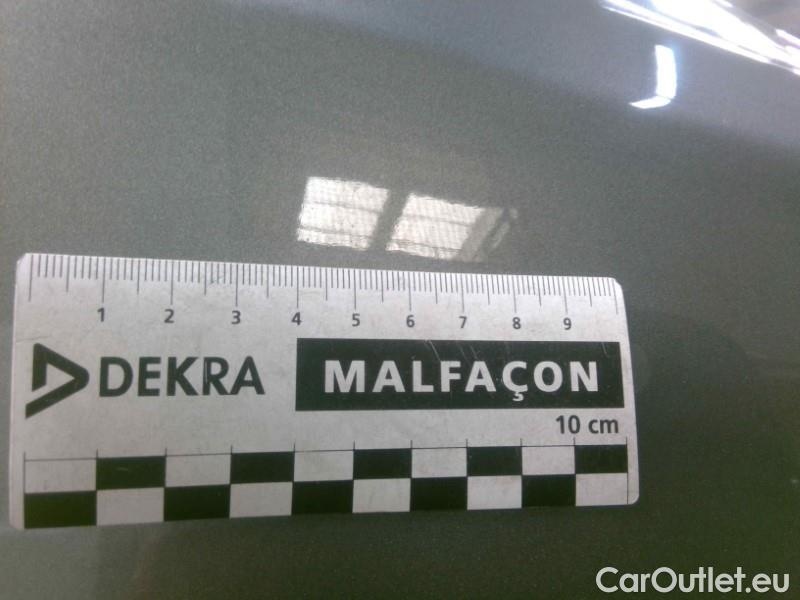 1 2 3 4 5 6 7 8 9
DEKRA MALFAÇON
10 cm
CarOutlet.eu